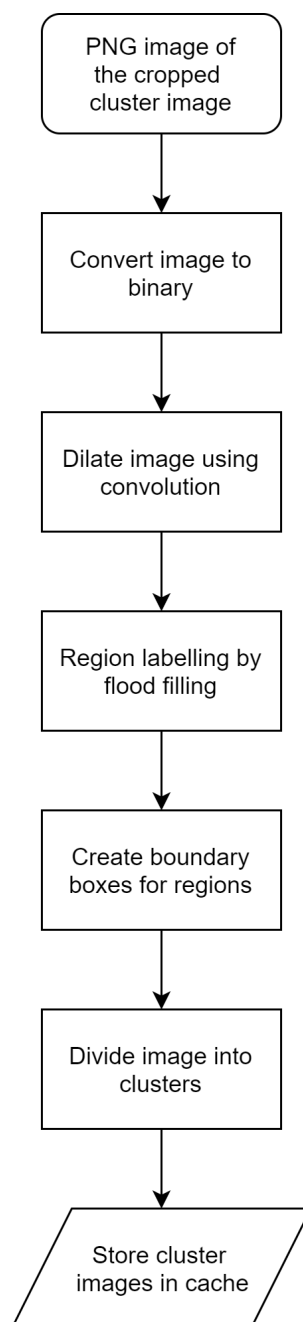 PNG image of
the cropped
cluster image
Convert image to
binary
Dilate image using
convolution
Region labelling by
flood filling
Create boundary
boxes for regions
Divide image into
clusters
Store cluster
images in cache